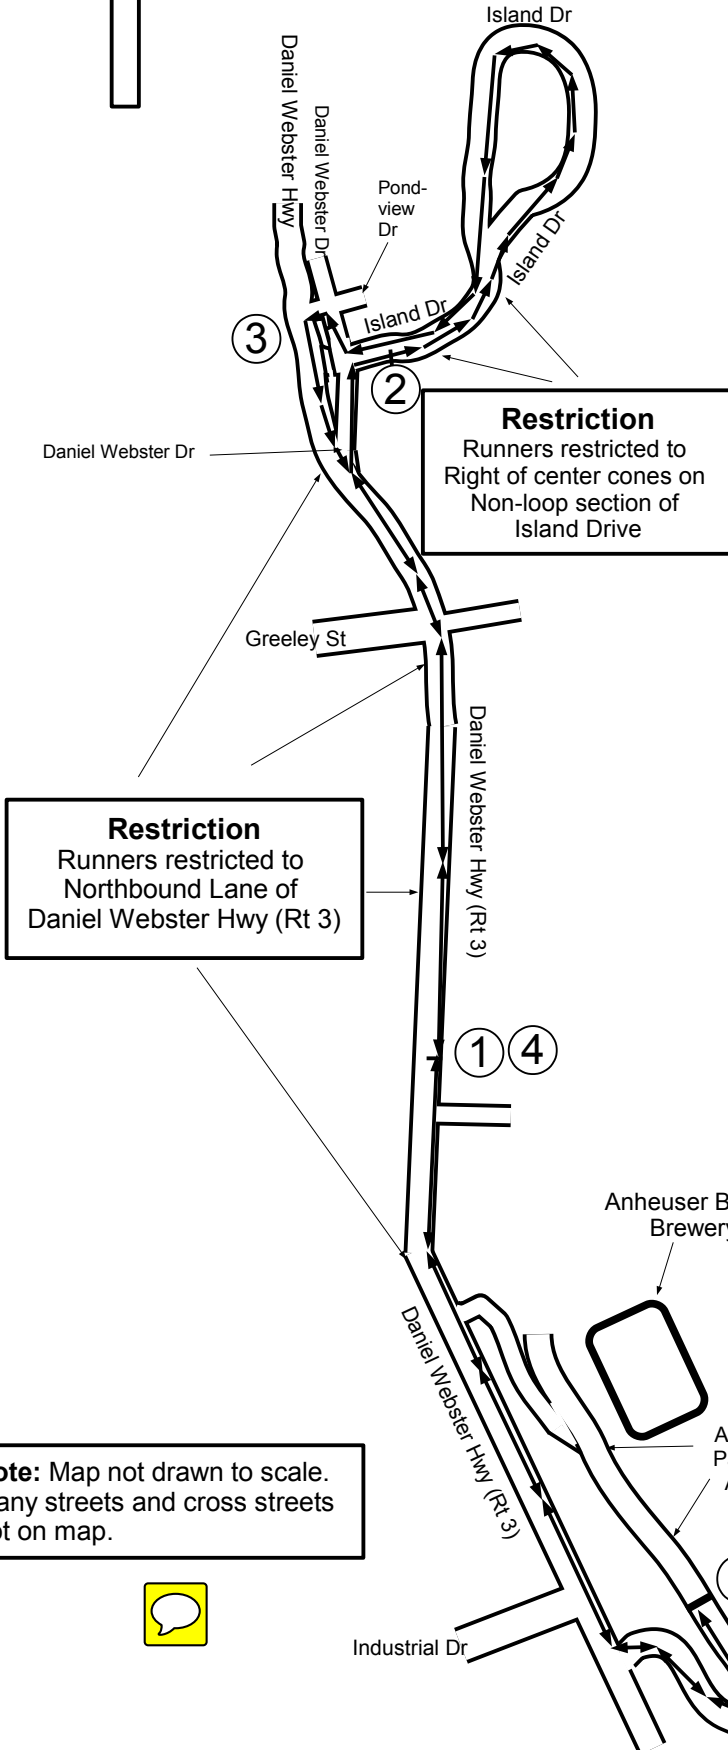 Island Dr
Daniel Webster Hwy
Daniel Webster Dr
Pond-
view
Dr
Island Dr
Island Dr
3
2
Restriction
Runners restricted to
Right of center cones on
Non-loop section of
Island Drive
Daniel Webster Dr
Greeley St
Daniel Webster Hwy (Rt 3)
Restriction
Runners restricted to
Northbound Lane of
Daniel Webster Hwy (Rt 3)
1 4
Anheuser B
Brewery
Daniel Webster Hwy (Rt 3)
A
P
ote: Map not drawn to scale.
any streets and cross streets
ot on map.
Industrial Dr